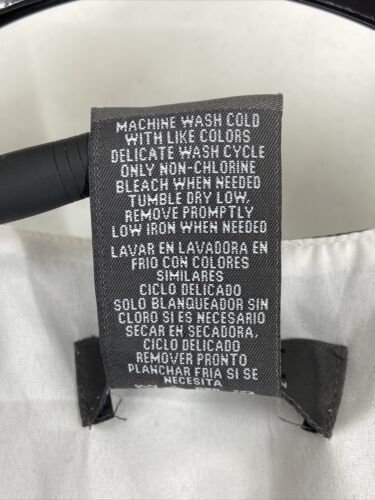 MACHINE WASH COLD
WITH LIKE COLORS
DELICATE WASH CYCLE
ONLY NON-CHLORINE
BLEACH WHEN NEEDED
TUMBLE DRY LOW,
REMOVE PROMPTLY
LOW IRON WHEN NEEDED
LAVAR EN LAVADORA EN
FRIO CON COLORES
SIMILARES
CICLO DELICADO
SOLO BLANQUEADOR SIN
CLORO SI ES NECESARIO
SECAR EN SECADORA,
CICLO DELICADO
REMOVER PRONTO
PLANCHAR FRIA SI SE
NECESITA